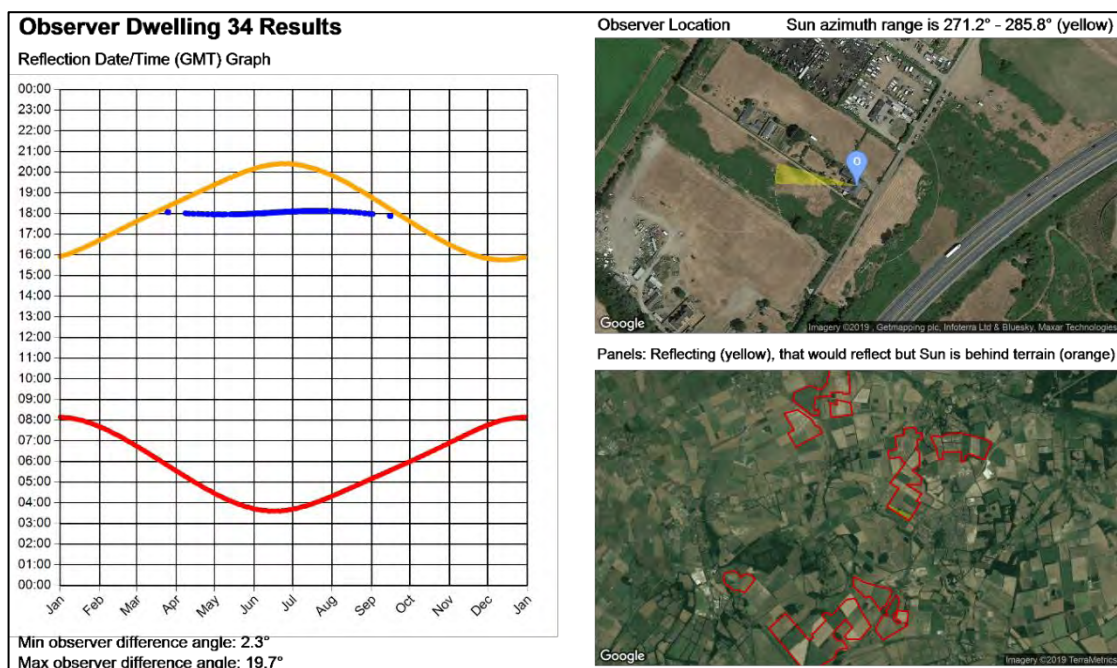 Observer Dwelling 34 Results
Reflection Date/Time (GMT) Graph
00:00
23:00
22:00
21:00
20:00
19:00
18:00
17:00
16:00
15:00
14:00
13:00
12:00
11:00
10:00
09:00
08:00
07:00
06:00
05:00
04:00
03:00
02:00
01:00
00:00
Jan Feb Mar Apr May Jun Jul Aug Sep Oct Nov Dec Jan
Min observer difference angle: 2.3°
Max observer difference angle: 19.7°
Observer Location Sun azimuth range is 271.2° - 285.8° (yellow)
O
Google
Imagery ©2019 , Getmapping plc, Infoterra Ltd & Bluesky, Maxar Technologies
Panels: Reflecting (yellow), that would reflect but Sun is behind terrain (orange)
Google
Imagery ©2019 TerraMetrics